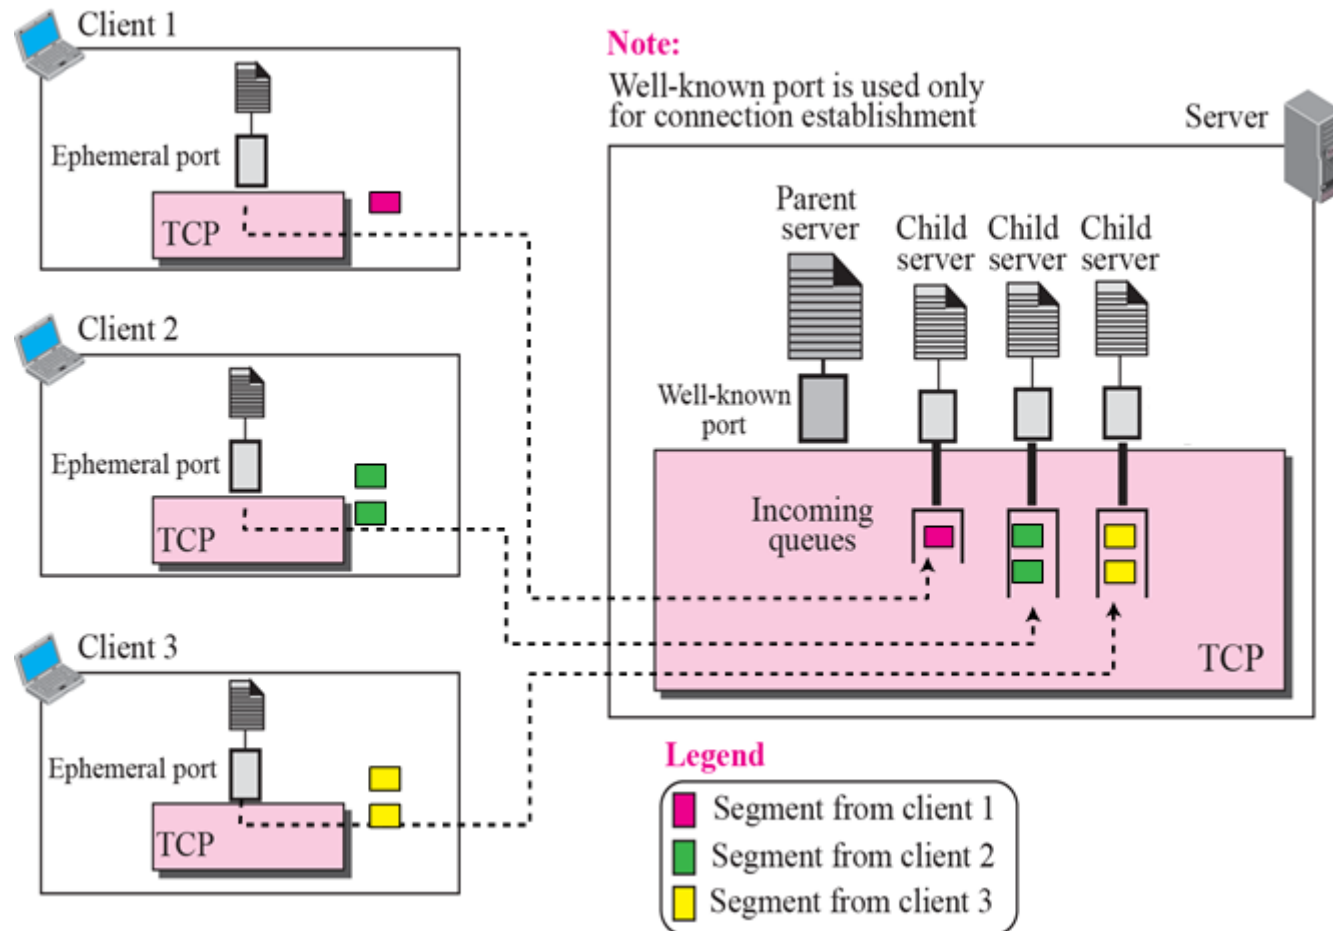 Client 1
Ephemeral port
TCP
Client 2
Ephemeral port
TCP
Client 3
Ephemeral port
TCP
Note:
Well-known port is used only
for connection establishment
Server
Parent
server
Child
server
Child
server
Child
server
Well-known
port
Incoming
queues
TCP
Legend
Segment from client 1
Segment from client 2
Segment from client 3